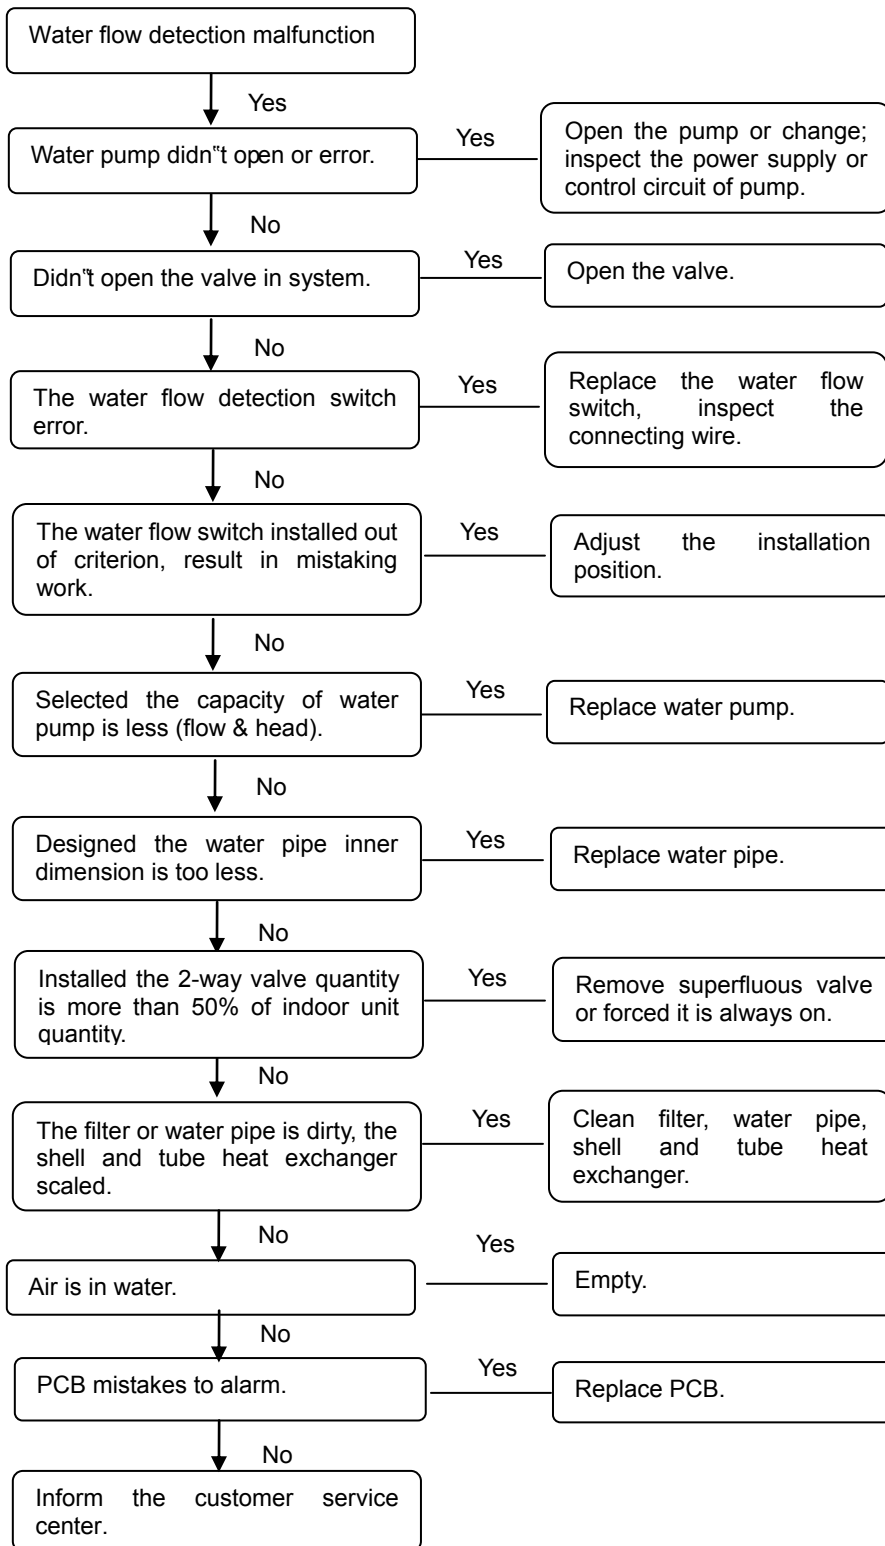 Water flow detection malfunction
Yes
Water pump didn‟t open or error.
Yes
Open the pump or change;
inspect the power supply or
control circuit of pump.
No
Didn‟t open the valve in system.
Yes
Open the valve.
No
The water flow detection switch
error.
Yes
Replace the water flow
switch, inspect the
connecting wire.
No
The water flow switch installed out
of criterion, result in mistaking
work.
Yes
Adjust the installation
position.
No
Selected the capacity of water
pump is less (flow & head).
Yes
Replace water pump.
No
Designed the water pipe inner
dimension is too less.
Yes
Replace water pipe.
No
Installed the 2-way valve quantity
is more than 50% of indoor unit
quantity.
Yes
Remove superfluous valve
or forced it is always on.
No
The filter or water pipe is dirty, the
shell and tube heat exchanger
scaled.
Yes
Clean filter, water pipe,
shell and tube heat
exchanger.
No
Air is in water.
Yes
Empty.
No
PCB mistakes to alarm.
Yes
Replace PCB.
No
Inform the customer service
center.